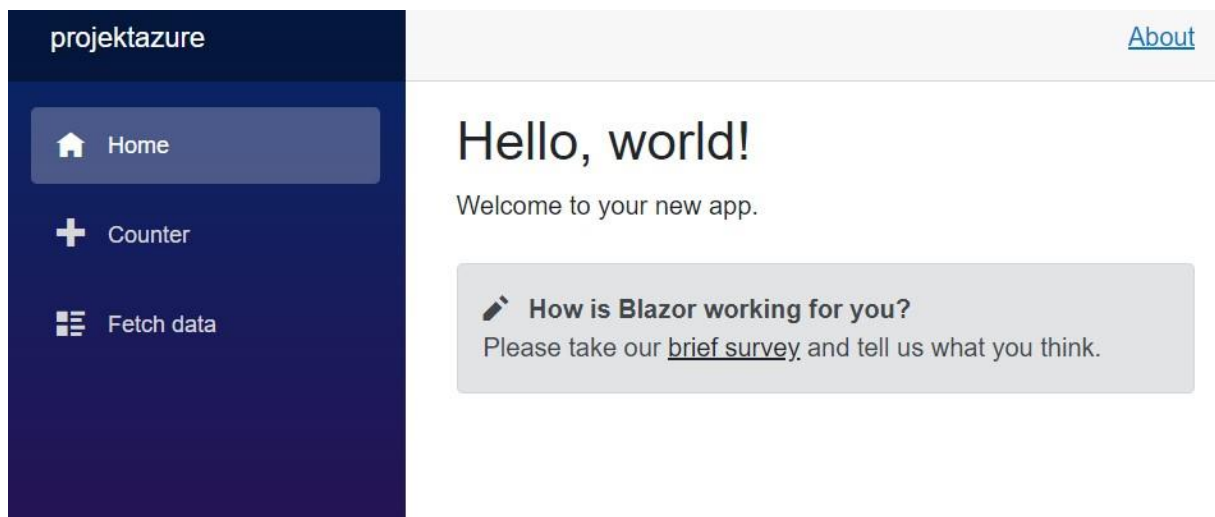 projektazure
About
Home
Counter
Fetch data
Hello, world!
Welcome to your new app.
How is Blazor working for you?
Please take our brief survey and tell us what you think.